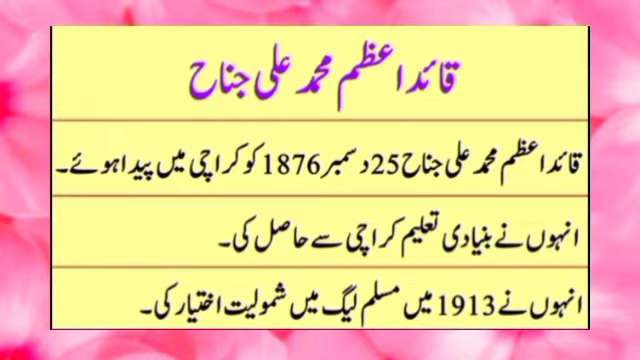 قائداعظم محمد علی جناح
قائداعظم محمد علی جناح 25 دسمبر 1876 کو کراچی میں پیدا ہوئے۔
انہوں نے بنیادی تعلیم کراچی سے حاصل کی۔
انہوں نے 1913 میں مسلم لیگ میں شمولیت اختیار کی۔